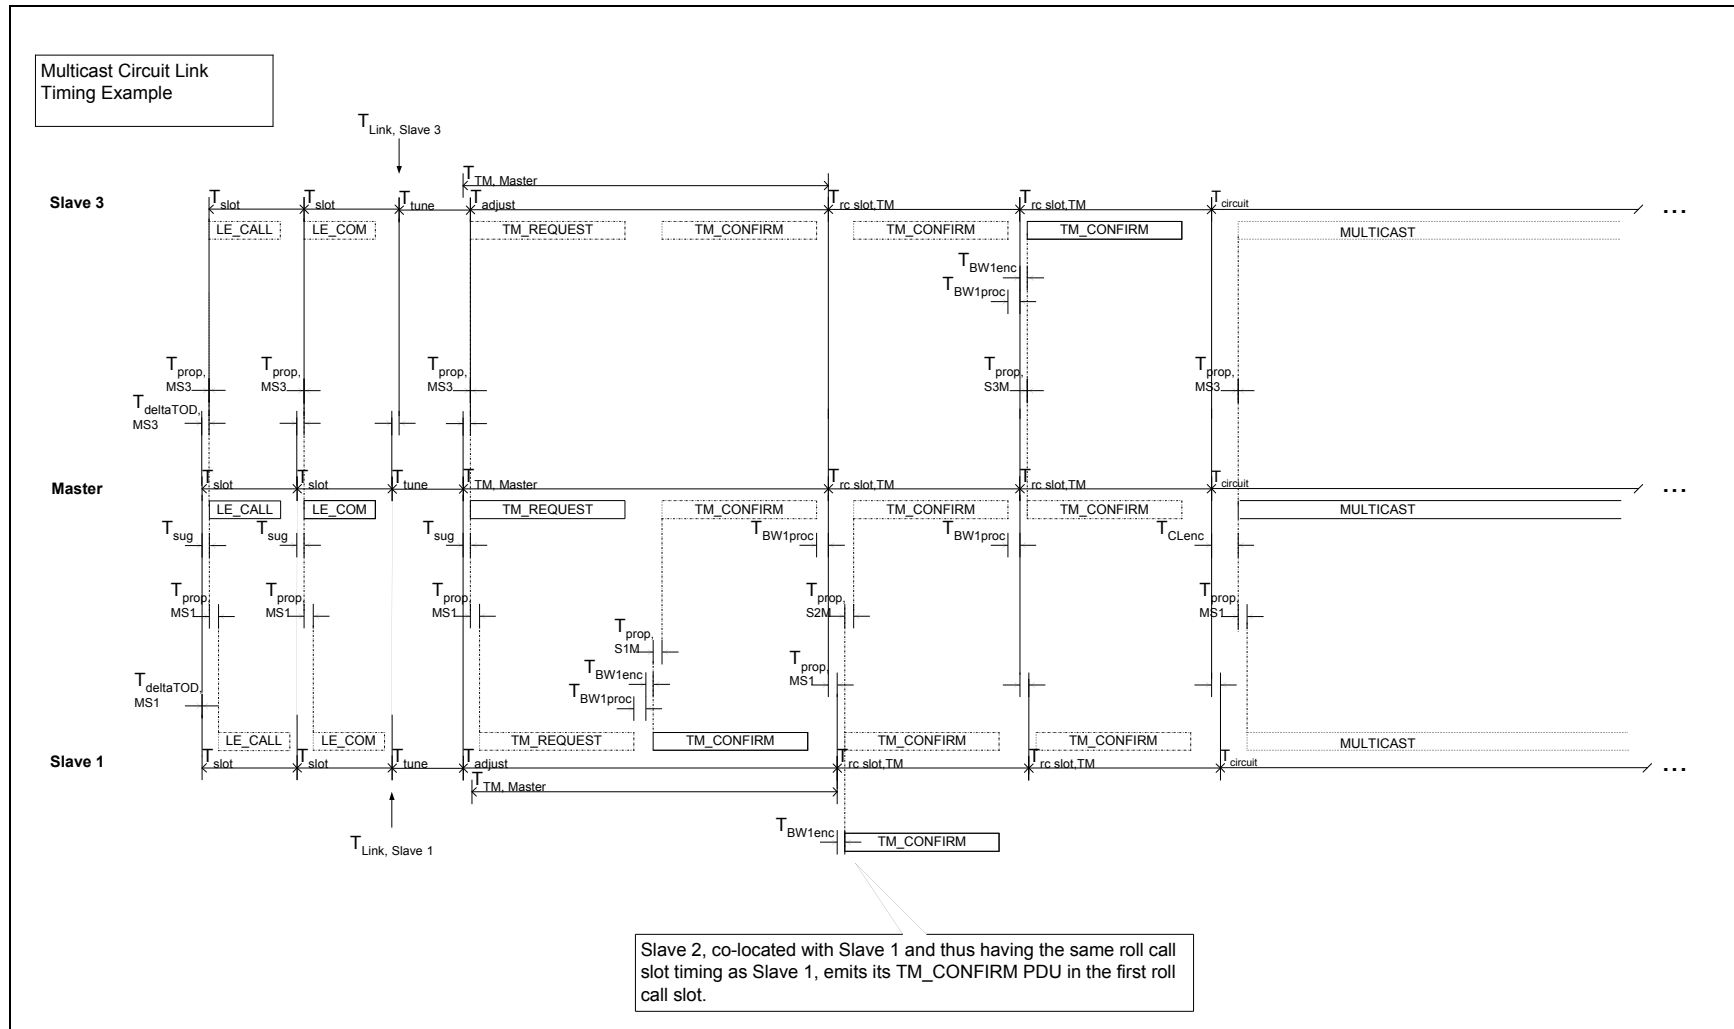 Multicast Circuit Link
Timing Example
T Link, Slave 3
T TM, Master
Slave 3
T slot T slot T tune T adjust T rc slot,TM T rc slot,TM T circuit ...
LE_CALL LE_COM TM_REQUEST TM_CONFIRM TM_CONFIRM TM_CONFIRM MULTICAST
T BW1enc
T BW1proc
T prop, MS3 T prop, MS3 T prop, MS3 T prop, S3M T prop, MS3
T deltaTOD, MS3
Master
T slot T slot T tune T TM, Master T rc slot,TM T rc slot,TM T circuit ...
LE_CALL LE_COM TM_REQUEST TM_CONFIRM TM_CONFIRM TM_CONFIRM MULTICAST
T sug T sug T sug T BW1proc T BW1proc T CLenc
T prop, MS1 T prop, MS1 T prop, MS1 T prop, S2M T prop, MS1
T prop, S1M
T BW1enc T prop, MS1
T BW1proc
T deltaTOD, MS1
LE_CALL LE_COM TM_REQUEST TM_CONFIRM TM_CONFIRM TM_CONFIRM MULTICAST
Slave 1
T slot T slot T tune T adjust T rc slot,TM T rc slot,TM T circuit ...
T TM, Master
T BW1enc TM_CONFIRM
T Link, Slave 1
Slave 2, co-located with Slave 1 and thus having the same roll call
slot timing as Slave 1, emits its TM_CONFIRM PDU in the first roll
call slot.